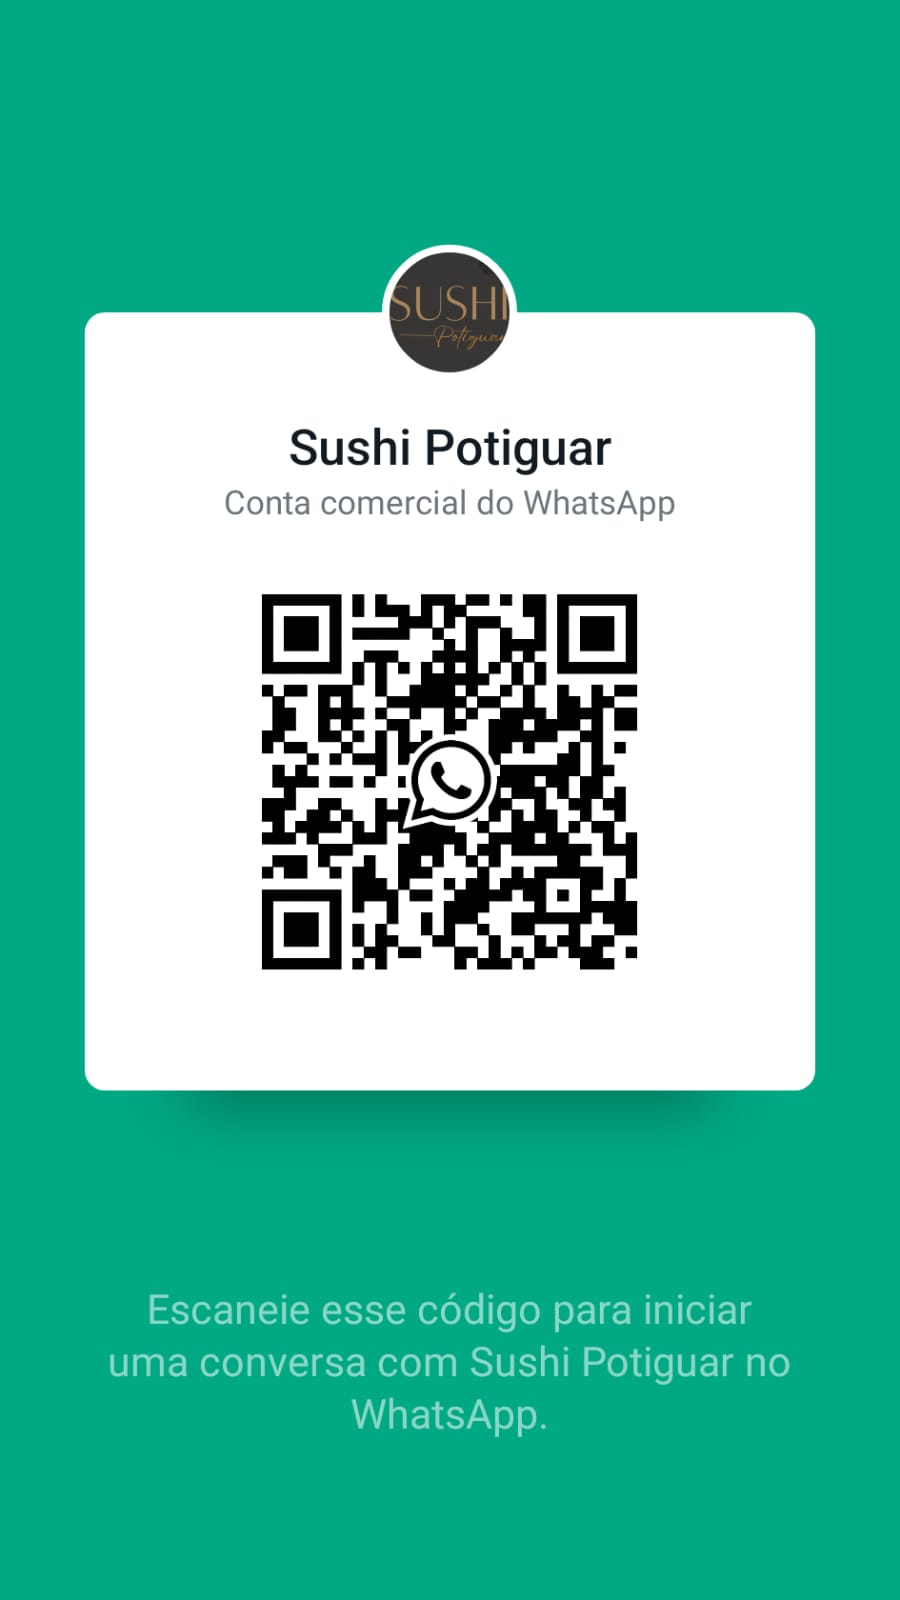 SUSHI
Potiguar
Sushi Potiguar
Conta comercial do WhatsApp
Escaneie esse código para iniciar
uma conversa com Sushi Potiguar no
WhatsApp.